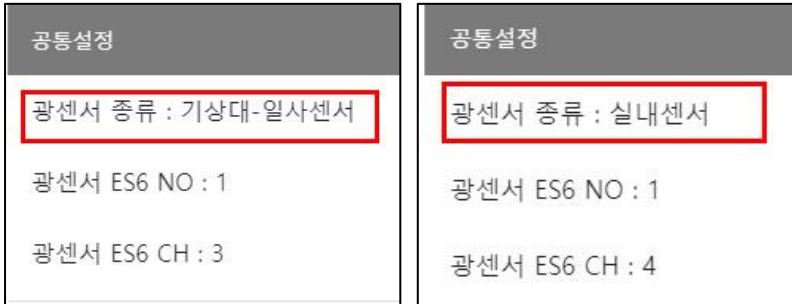 공통설정
광센서 종류 : 기상대-일사센서
광센서 ES6 NO : 1
광센서 ES6 CH : 3
공통설정
광센서 종류 : 실내센서
광센서 ES6 NO : 1
광센서 ES6 CH : 4